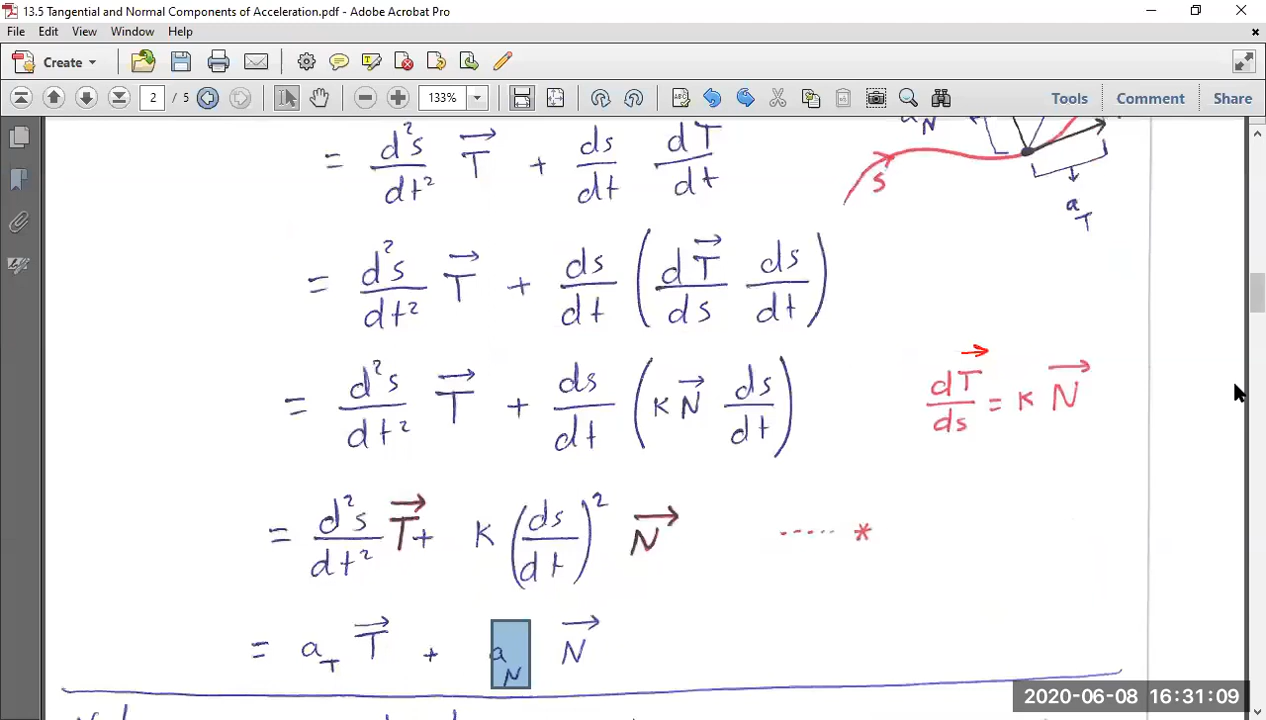 13.5 Tangential and Normal Components of Acceleration.pdf - Adobe Acrobat Pro
File Edit View Window Help
Create
2 / 5 133% Tools Comment Share
a_N
= d²s/dt² T⃗ + ds/dt dT/dt
s
a_T
= d²s/dt² T⃗ + ds/dt (dT⃗/ds ds/dt)
= d²s/dt² T⃗ + ds/dt (κN⃗ ds/dt) dT⃗/ds = κ N⃗
= d²s/dt² T⃗ + κ (ds/dt)² N⃗ ..... *
= a_T T⃗ + a_N N⃗
2020-06-08 16:31:09